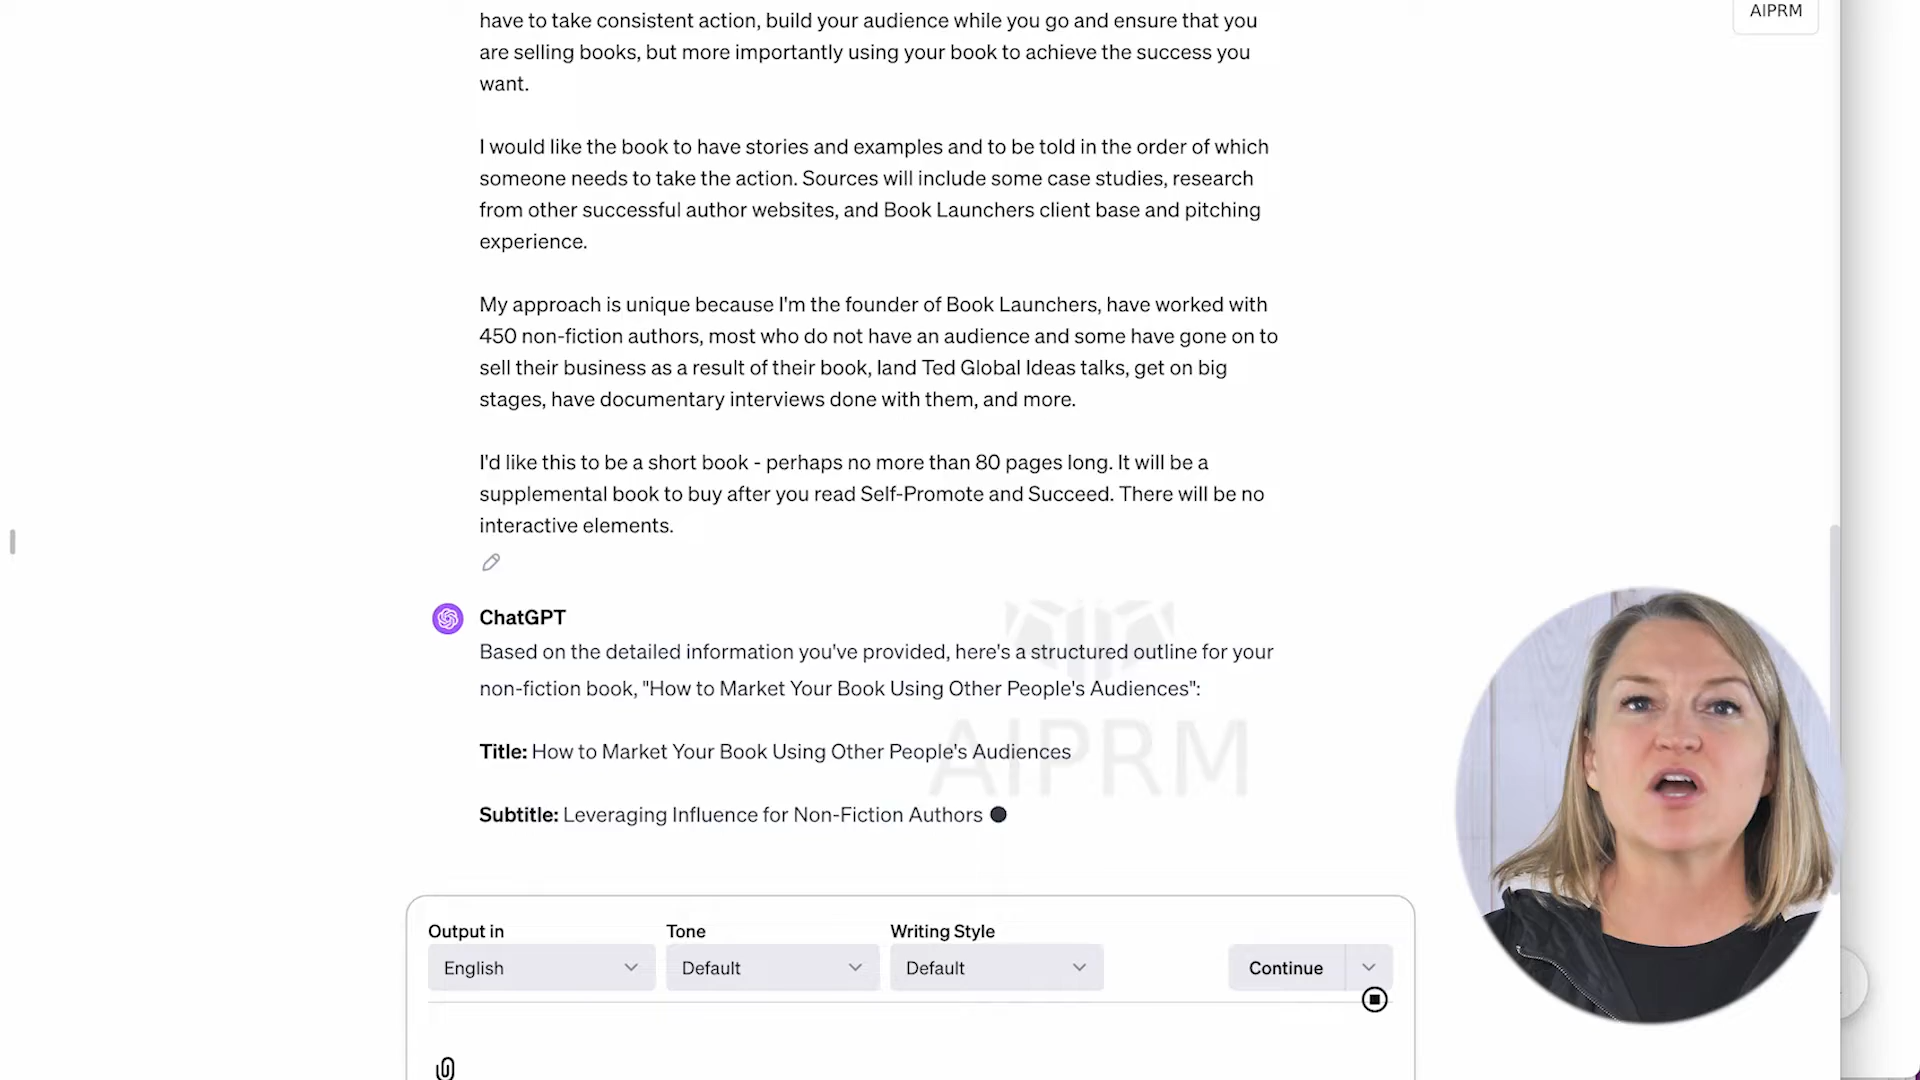 AIPRM
have to take consistent action, build your audience while you go and ensure that you
are selling books, but more importantly using your book to achieve the success you
want.
I would like the book to have stories and examples and to be told in the order of which
someone needs to take the action. Sources will include some case studies, research
from other successful author websites, and Book Launchers client base and pitching
experience.
My approach is unique because I'm the founder of Book Launchers, have worked with
450 non-fiction authors, most who do not have an audience and some have gone on to
sell their business as a result of their book, land Ted Global Ideas talks, get on big
stages, have documentary interviews done with them, and more.
I'd like this to be a short book - perhaps no more than 80 pages long. It will be a
supplemental book to buy after you read Self-Promote and Succeed. There will be no
interactive elements.
ChatGPT
Based on the detailed information you've provided, here's a structured outline for your
non-fiction book, "How to Market Your Book Using Other People's Audiences":
Title: How to Market Your Book Using Other People's Audiences
AIPRM
Subtitle: Leveraging Influence for Non-Fiction Authors
Output in Tone Writing Style
English Default Default Continue